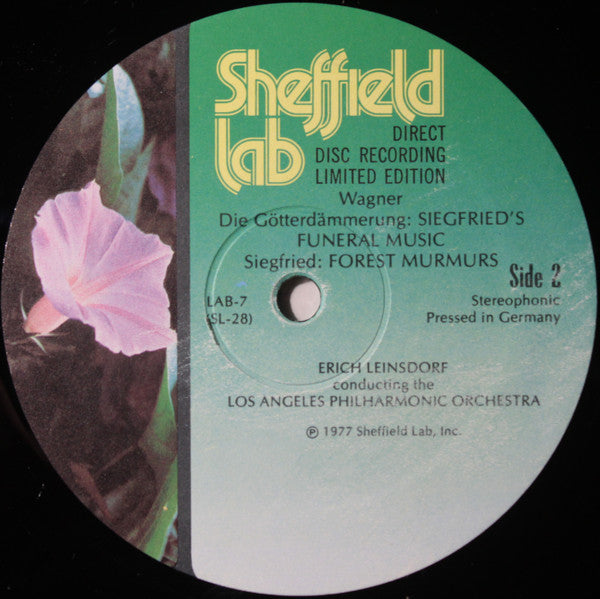 Sheffield
lab
DIRECT
DISC RECORDING
LIMITED EDITION
Wagner
Die Götterdämmerung: SIEGFRIED'S
FUNERAL MUSIC
Siegfried: FOREST MURMURS
Side 2
LAB-7
(SL-28)
Stereophonic
Pressed in Germany
ERICH LEINSDORF
conducting the
LOS ANGELES PHILHARMONIC ORCHESTRA
℗ 1977 Sheffield Lab, Inc.